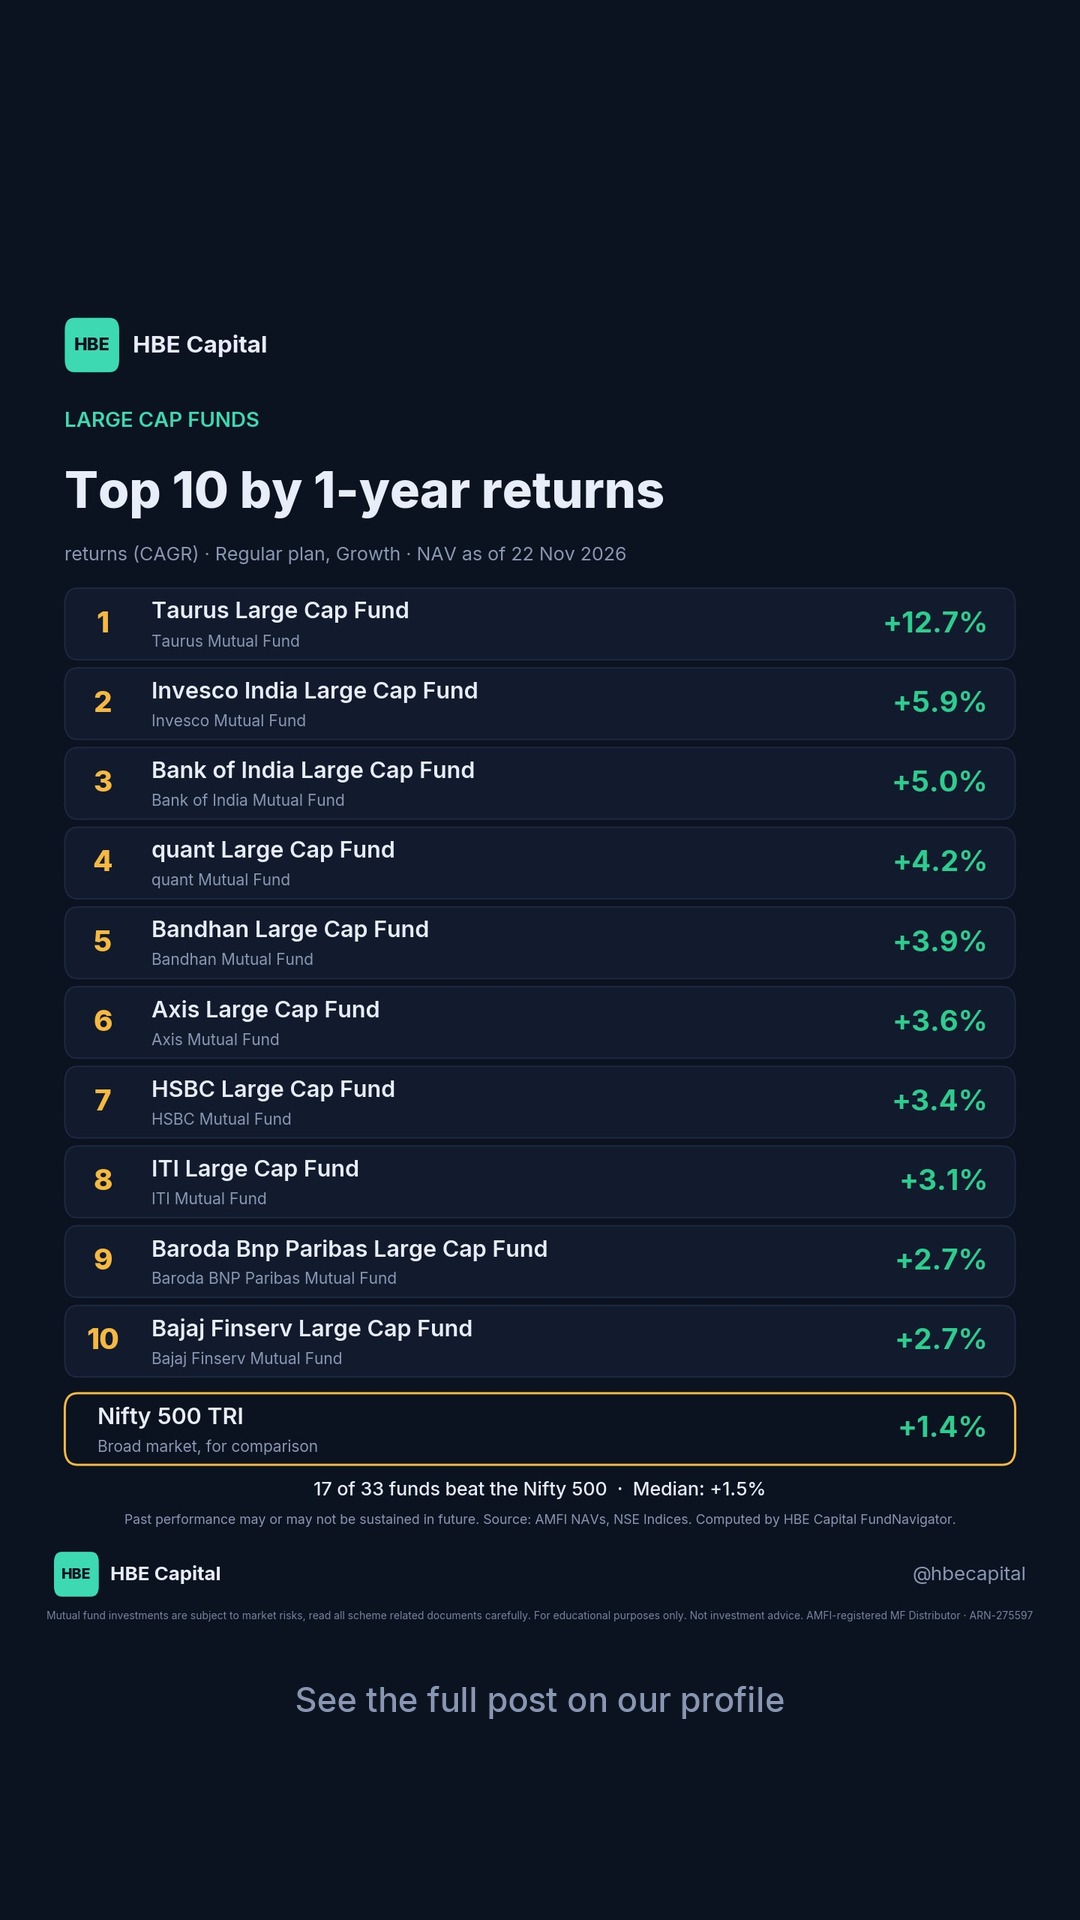 HBE HBE Capital
LARGE CAP FUNDS
Top 10 by 1-year returns
returns (CAGR) · Regular plan, Growth · NAV as of 22 Nov 2026
1 Taurus Large Cap Fund +12.7%
Taurus Mutual Fund
2 Invesco India Large Cap Fund +5.9%
Invesco Mutual Fund
3 Bank of India Large Cap Fund +5.0%
Bank of India Mutual Fund
4 quant Large Cap Fund +4.2%
quant Mutual Fund
5 Bandhan Large Cap Fund +3.9%
Bandhan Mutual Fund
6 Axis Large Cap Fund +3.6%
Axis Mutual Fund
7 HSBC Large Cap Fund +3.4%
HSBC Mutual Fund
8 ITI Large Cap Fund +3.1%
ITI Mutual Fund
9 Baroda Bnp Paribas Large Cap Fund +2.7%
Baroda BNP Paribas Mutual Fund
10 Bajaj Finserv Large Cap Fund +2.7%
Bajaj Finserv Mutual Fund
Nifty 500 TRI +1.4%
Broad market, for comparison
17 of 33 funds beat the Nifty 500 · Median: +1.5%
Past performance may or may not be sustained in future. Source: AMFI NAVs, NSE Indices. Computed by HBE Capital FundNavigator.
HBE HBE Capital @hbecapital
Mutual fund investments are subject to market risks, read all scheme related documents carefully. For educational purposes only. Not investment advice. AMFI-registered MF Distributor · ARN-275597
See the full post on our profile